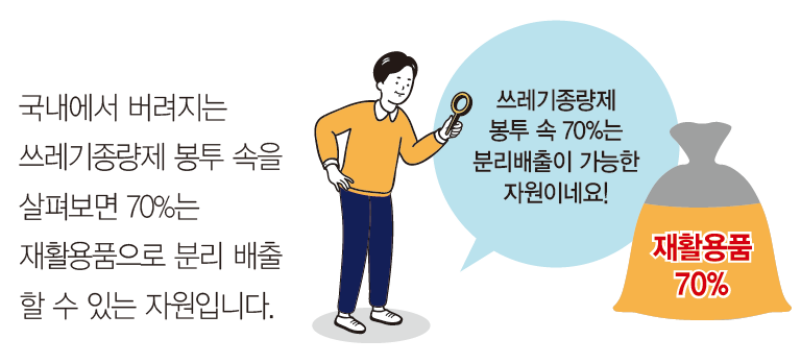 국내에서 버려지는
쓰레기종량제 봉투 속을
살펴보면 70%는
재활용품으로 분리 배출
할 수 있는 자원입니다.
쓰레기종량제
봉투 속 70%는
분리배출이 가능한
자원이네요!
재활용품
70%